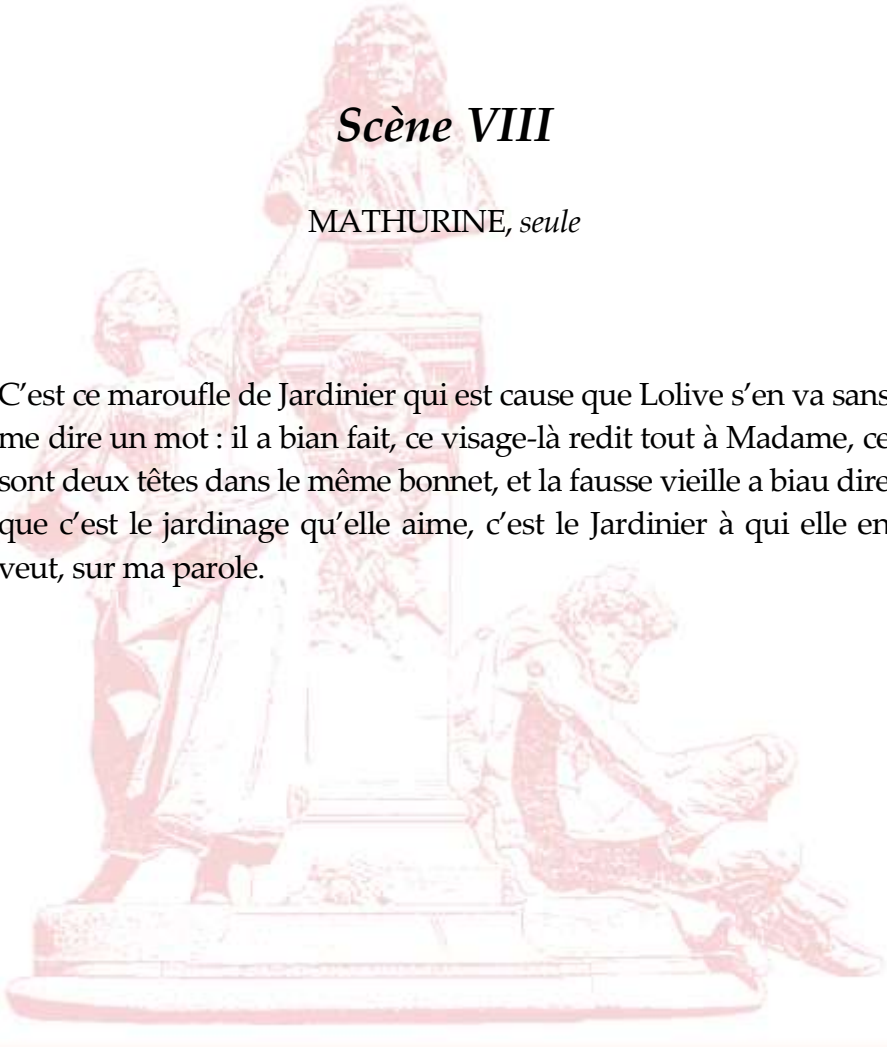 Scène VIII
MATHURINE, seule
C’est ce maroufle de Jardinier qui est cause que Lolive s’en va sans
me dire un mot : il a bian fait, ce visage-là redit tout à Madame, ce
sont deux têtes dans le même bonnet, et la fausse vieille a biau dire
que c’est le jardinage qu’elle aime, c’est le Jardinier à qui elle en
veut, sur ma parole.